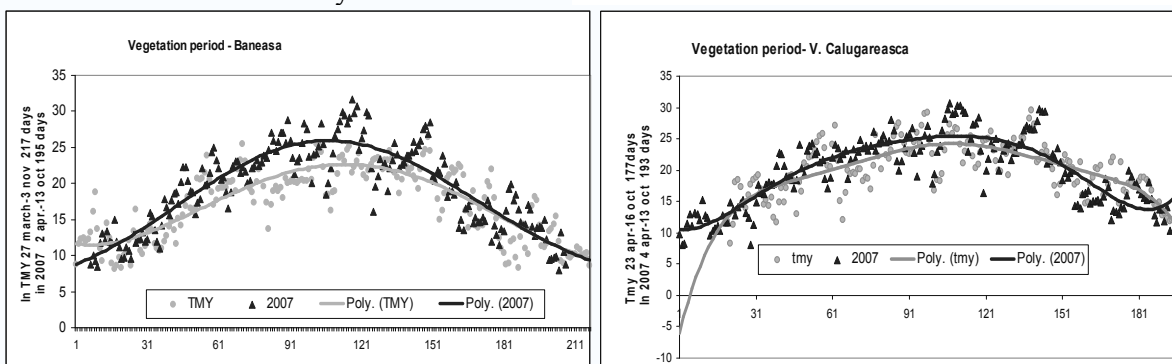 Vegetation period - Baneasa
In TMY 27 march-3 nov 217 days
in 2007 2 apr.-13 oct 195 days
35
30
25
20
15
10
5
0
TMY 2007 Poly. (TMY) Poly. (2007)
1 31 61 91 121 151 181 211
Vegetation period- V. Calugareasca
Tmy 23 apr-16 oct 177days
In 2007 4 apr-13 oct 193 days
35
30
25
20
15
10
5
0
-5
-10
31 61 91 121 151 181
tmy 2007 Poly. (tmy) Poly. (2007)